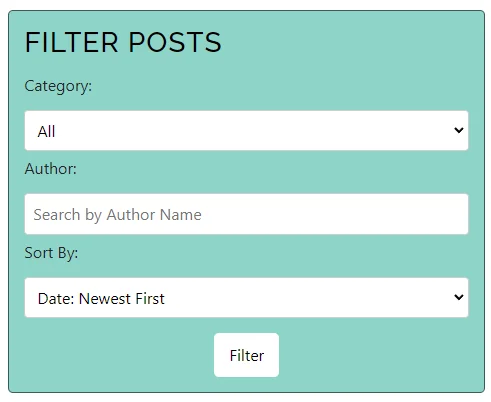 FILTER POSTS
Category:
All
Author:
Search by Author Name
Sort By:
Date: Newest First
Filter